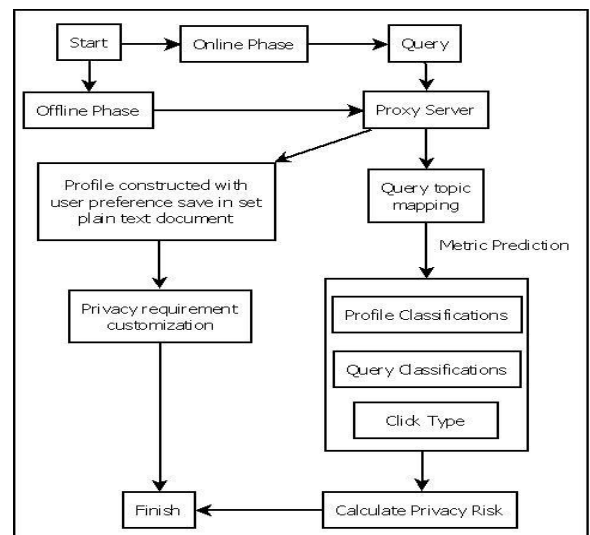 Start
Online Phase
Query
Offline Phase
Proxy Server
Profile constructed with
user preference save in set
plain text document
Query topic
mapping
Metric Prediction
Privacy requirement
customization
Profile Classifications
Query Classifications
Click Type
Finish
Calculate Privacy Risk